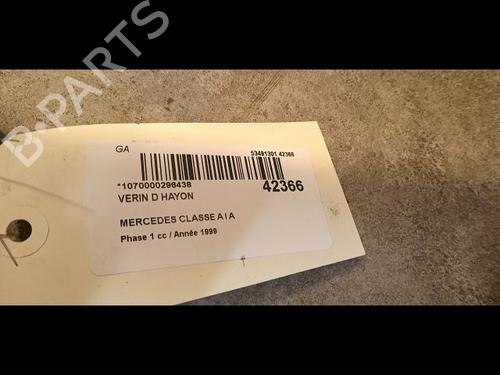 B-PARTS
GA
53491301 42366
*1070000298438
42366
VERIN D HAYON
MERCEDES CLASSE A I A
Phase 1 cc / Année 1999